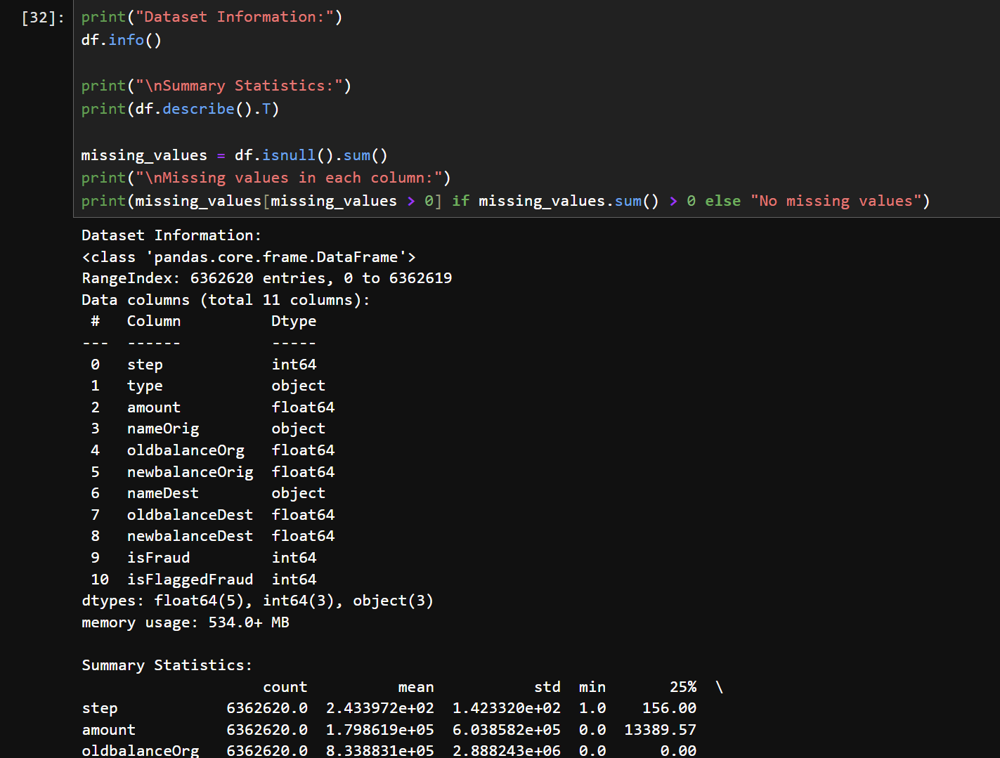 [32]: print("Dataset Information:")
df.info()
print("\nSummary Statistics:")
print(df.describe().T)
missing_values = df.isnull().sum()
print("\nMissing values in each column:")
print(missing_values[missing_values > 0] if missing_values.sum() > 0 else "No missing values")
Dataset Information:
<class 'pandas.core.frame.DataFrame'>
RangeIndex: 6362620 entries, 0 to 6362619
Data columns (total 11 columns):
 #   Column          Dtype
---  ------          -----
 0   step            int64
 1   type            object
 2   amount          float64
 3   nameOrig        object
 4   oldbalanceOrg   float64
 5   newbalanceOrig  float64
 6   nameDest        object
 7   oldbalanceDest  float64
 8   newbalanceDest  float64
 9   isFraud         int64
 10  isFlaggedFraud  int64
dtypes: float64(5), int64(3), object(3)
memory usage: 534.0+ MB
Summary Statistics:
                    count          mean           std  min       25%  \
step            6362620.0  2.433972e+02  1.423320e+02  1.0    156.00
amount          6362620.0  1.798619e+05  6.038582e+05  0.0  13389.57
oldbalanceOrg   6362620.0  8.338831e+05  2.888243e+06  0.0      0.00